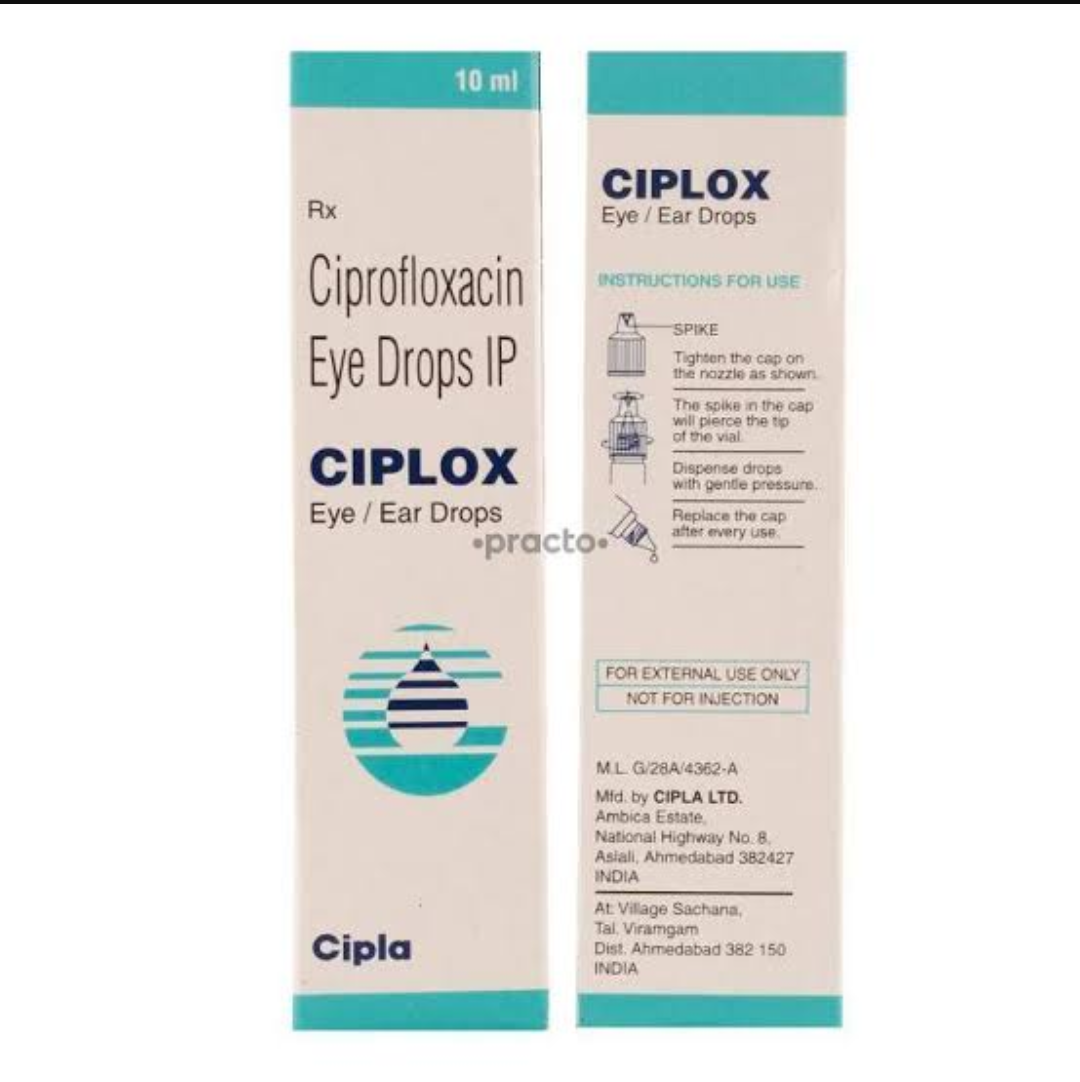 10 ml
Rx
Ciprofloxacin
Eye Drops IP
CIPLOX
Eye / Ear Drops
Cipla
CIPLOX
Eye / Ear Drops
INSTRUCTIONS FOR USE
SPIKE
Tighten the cap on
the nozzle as shown.
The spike in the cap
will pierce the tip
of the vial.
Dispense drops
with gentle pressure.
Replace the cap
after every use.
FOR EXTERNAL USE ONLY
NOT FOR INJECTION
M.L. G/28A/4362-A
Mfd. by CIPLA LTD.
Ambica Estate,
National Highway No. 8,
Aslali, Ahmedabad 382427
INDIA
At: Village Sachana,
Tal. Viramgam
Dist. Ahmedabad 382 150
INDIA
•practo•